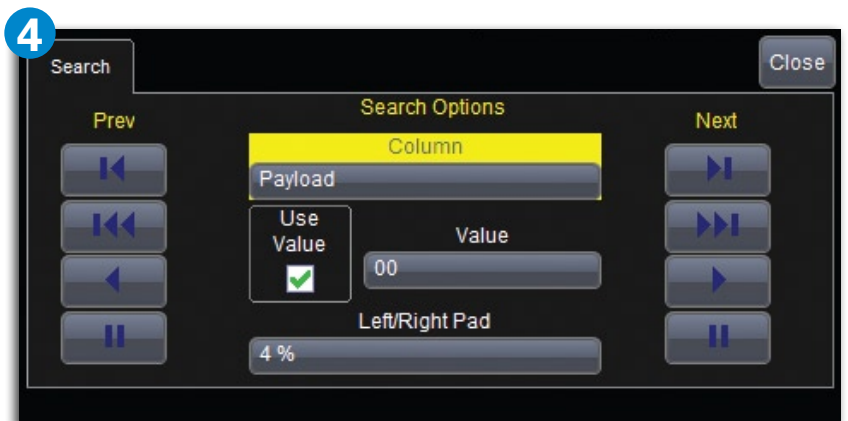 4
Search
Close
Prev
Search Options
Next
Column
Payload
Use
Value
Value
00
Left/Right Pad
4 %